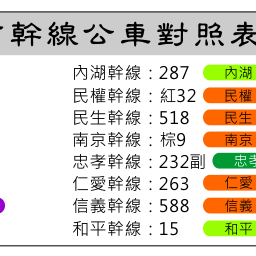 幹線公車對照表
內湖幹線：287 內湖
民權幹線：紅32 民權
民生幹線：518 民生
南京幹線：棕9 南京
忠孝幹線：232副 忠孝
仁愛幹線：263 仁愛
信義幹線：588 信義
和平幹線：15 和平